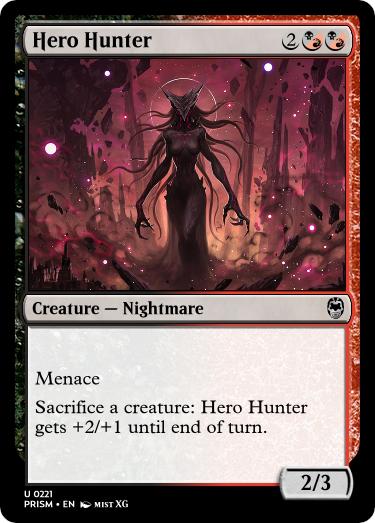 Hero Hunter 2
Creature — Nightmare
Menace
Sacrifice a creature: Hero Hunter
gets +2/+1 until end of turn.
2/3
U 0221
PRISM • EN MIST XG